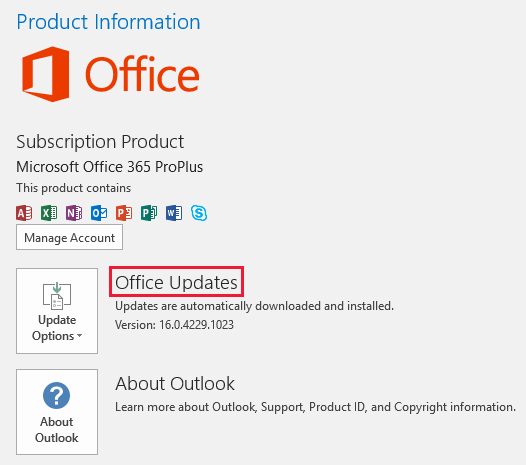 Product Information
Office
Subscription Product
Microsoft Office 365 ProPlus
This product contains
Manage Account
Update
Options
Office Updates
Updates are automatically downloaded and installed.
Version: 16.0.4229.1023
About
Outlook
About Outlook
Learn more about Outlook, Support, Product ID, and Copyright information.